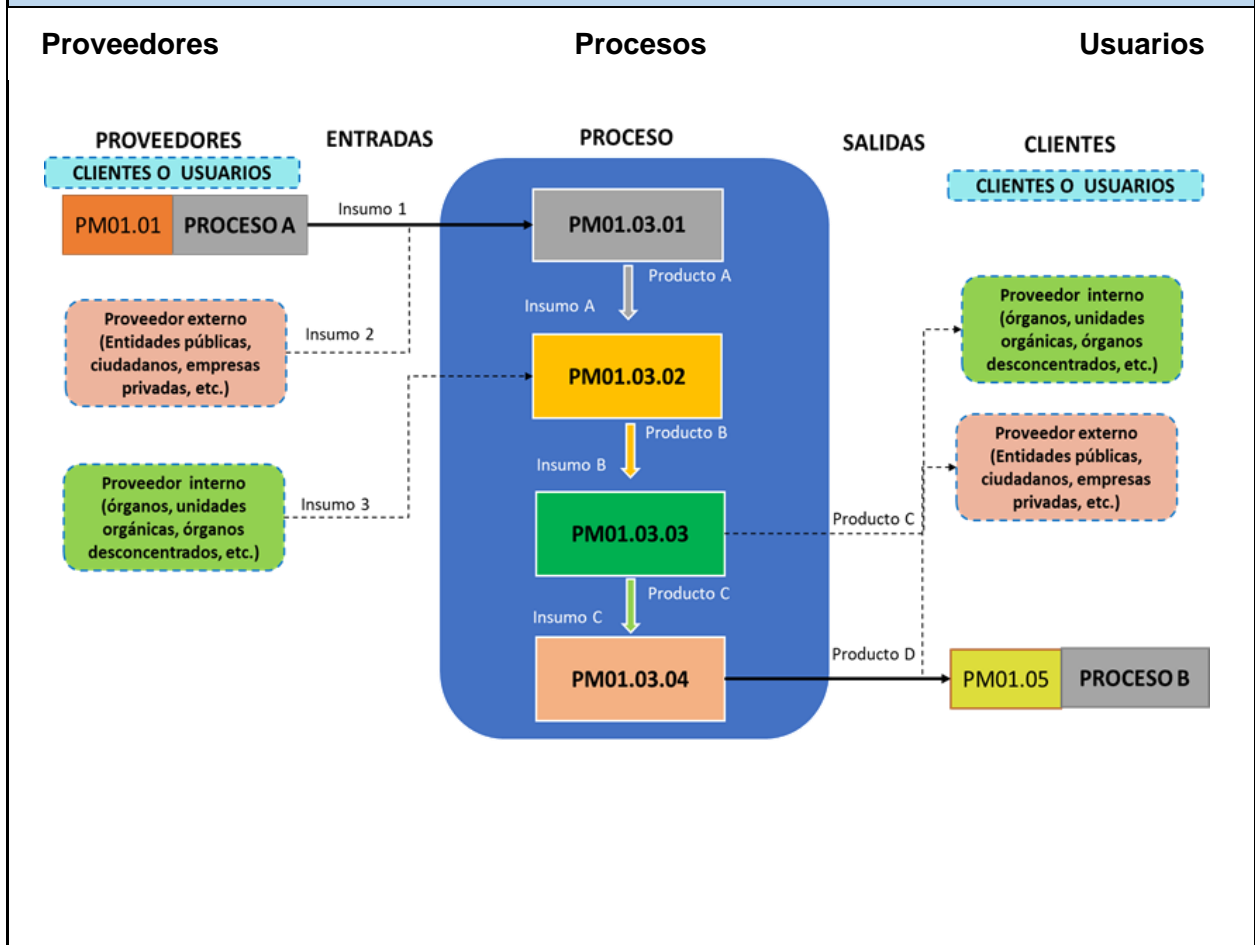 Proveedores
Procesos
Usuarios
PROVEEDORES
ENTRADAS
PROCESO
SALIDAS
CLIENTES
CLIENTES O  USUARIOS
CLIENTES O  USUARIOS
PM01.01
PROCESO A
Insumo 1
PM01.03.01
Producto A
Insumo A
Proveedor externo
(Entidades públicas,
ciudadanos, empresas
privadas, etc.)
Insumo 2
PM01.03.02
Producto B
Insumo B
Proveedor  interno
(órganos, unidades
orgánicas, órganos
desconcentrados, etc.)
Insumo 3
PM01.03.03
Producto C
Insumo C
PM01.03.04
Producto C
Producto D
Proveedor interno
(órganos, unidades
orgánicas, órganos
desconcentrados, etc.)
Proveedor externo
(Entidades públicas,
ciudadanos, empresas
privadas, etc.)
PM01.05
PROCESO B